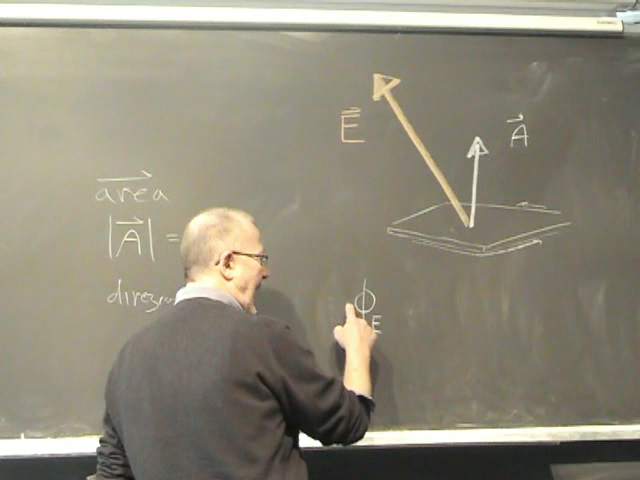 E⃗
A⃗
area⃗
|A⃗| =
Φ
E